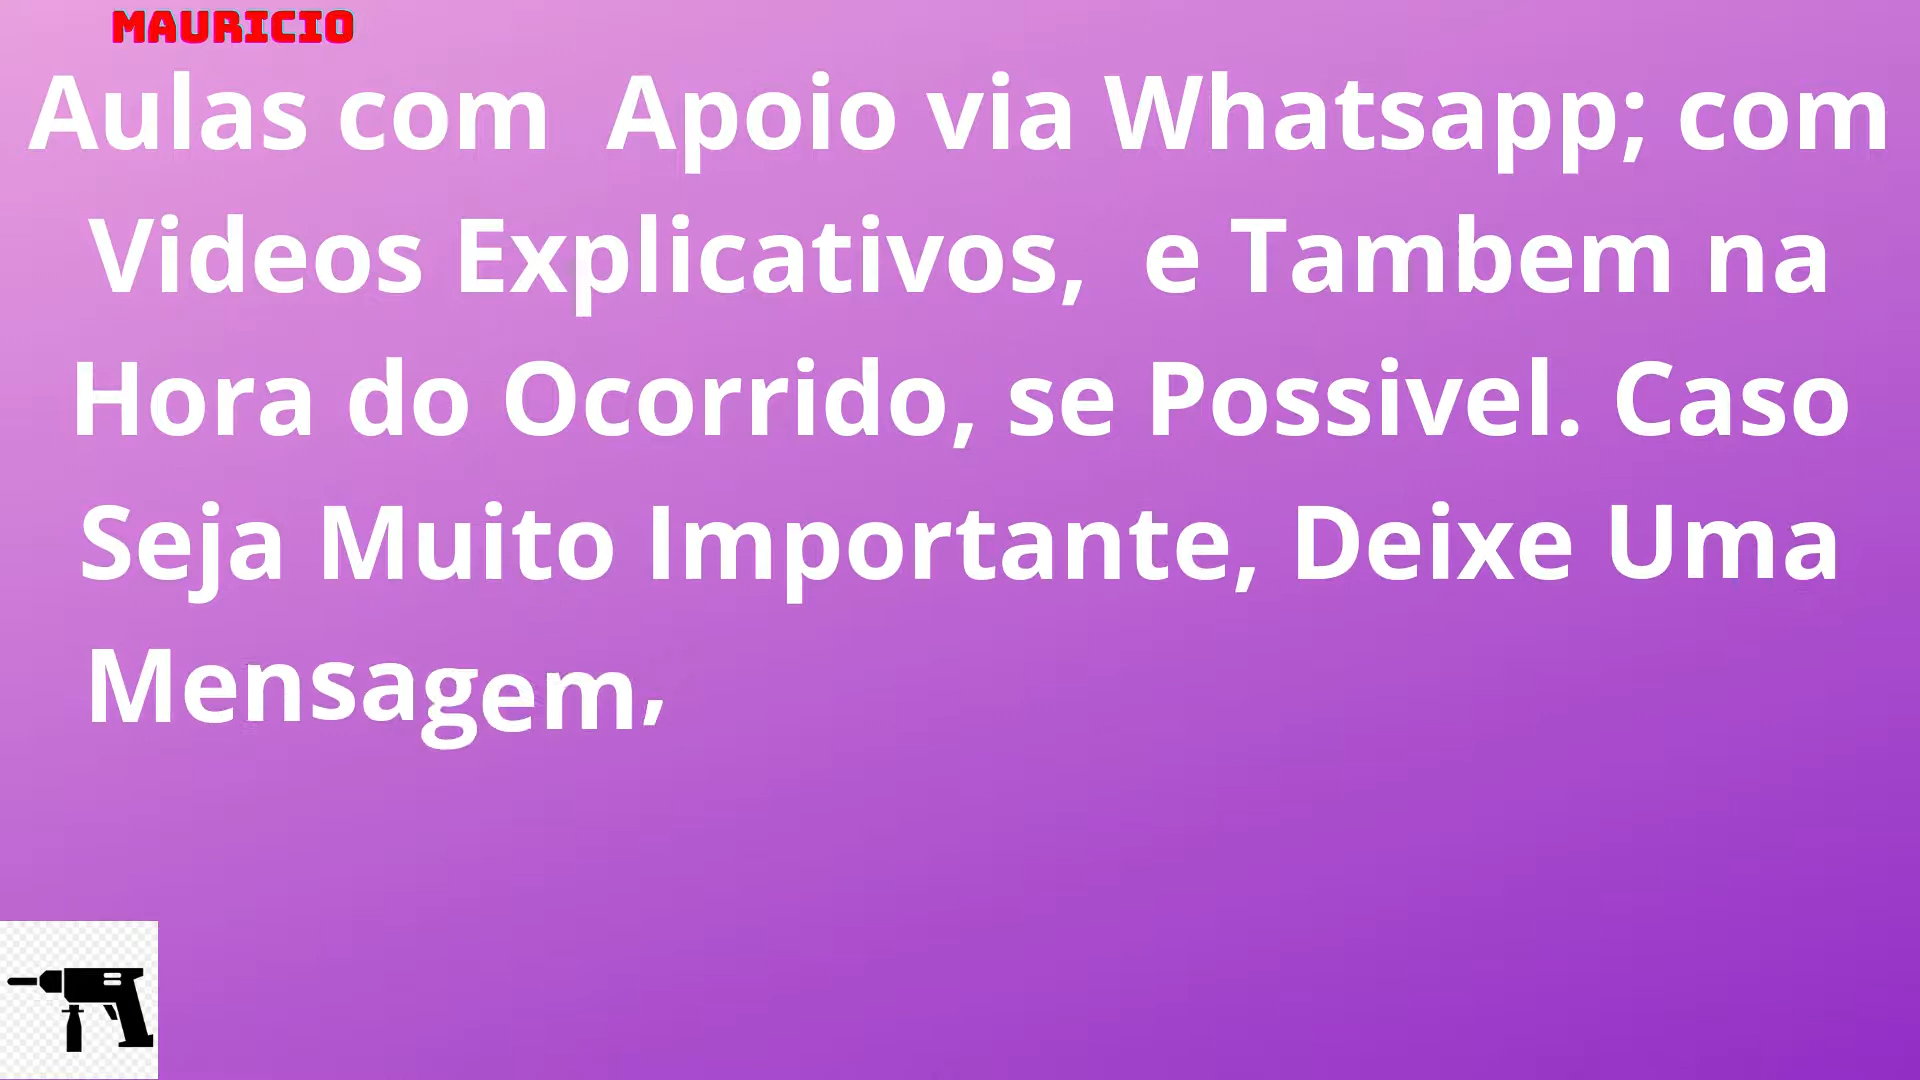 MAURICIO
Aulas com  Apoio via Whatsapp; com
Videos Explicativos,  e Tambem na
Hora do Ocorrido, se Possivel. Caso
Seja Muito Importante, Deixe Uma
Mensagem,